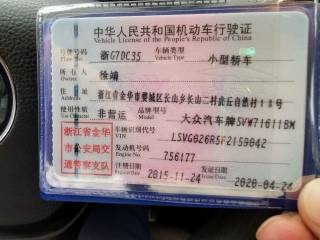 中华人民共和国机动车行驶证
Vehicle License of the People's Republic of China
号牌号码 浙G7DC35 车辆类型 小型轿车
Plate No. Vehicle Type
所有人 徐靖
Owner
住址 浙江省金华市婺城区长山乡长山二村 丘自然村
Address
使用性质 非营运 品牌型号 大众汽车牌SVW71611BM
Use Character Model
浙江省金华市公安局交通警察支队
车辆识别代号
VIN
发动机号码 756177
Engine No.
注册日期 2015-11-24 发证日期 2020-04-24
Register Date Issue Date